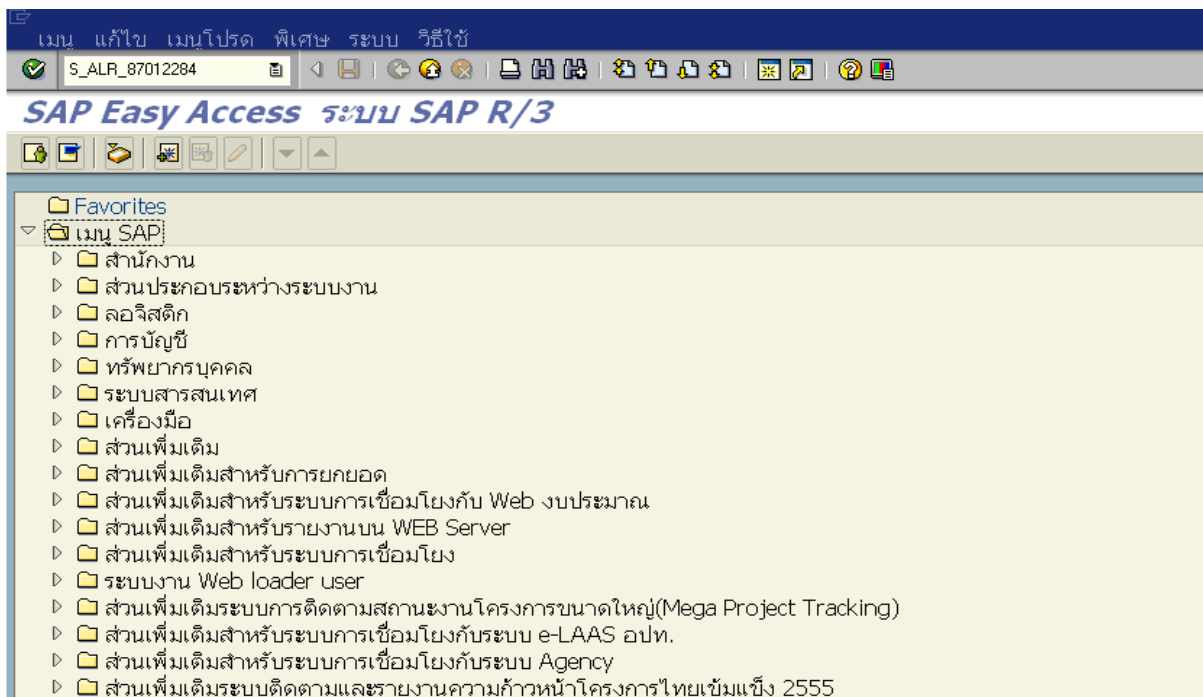 เมนู แก้ไข เมนูโปรด พิเศษ ระบบ วิธีใช้
S_ALR_87012284
SAP Easy Access ระบบ SAP R/3
Favorites
เมนู SAP
สำนักงาน
ส่วนประกอบระหว่างระบบงาน
ลอจิสติก
การบัญชี
ทรัพยากรบุคคล
ระบบสารสนเทศ
เครื่องมือ
ส่วนเพิ่มเติม
ส่วนเพิ่มเติมสำหรับการยกยอด
ส่วนเพิ่มเติมสำหรับระบบการเชื่อมโยงกับ Web งบประมาณ
ส่วนเพิ่มเติมสำหรับรายงานบน WEB Server
ส่วนเพิ่มเติมสำหรับระบบการเชื่อมโยง
ระบบงาน Web loader user
ส่วนเพิ่มเติมระบบการติดตามสถานะงานโครงการขนาดใหญ่(Mega Project Tracking)
ส่วนเพิ่มเติมสำหรับระบบการเชื่อมโยงกับระบบ e-LAAS อปท.
ส่วนเพิ่มเติมสำหรับระบบการเชื่อมโยงกับระบบ Agency
ส่วนเพิ่มเติมระบบติดตามและรายงานความก้าวหน้าโครงการไทยเข้มแข็ง 2555